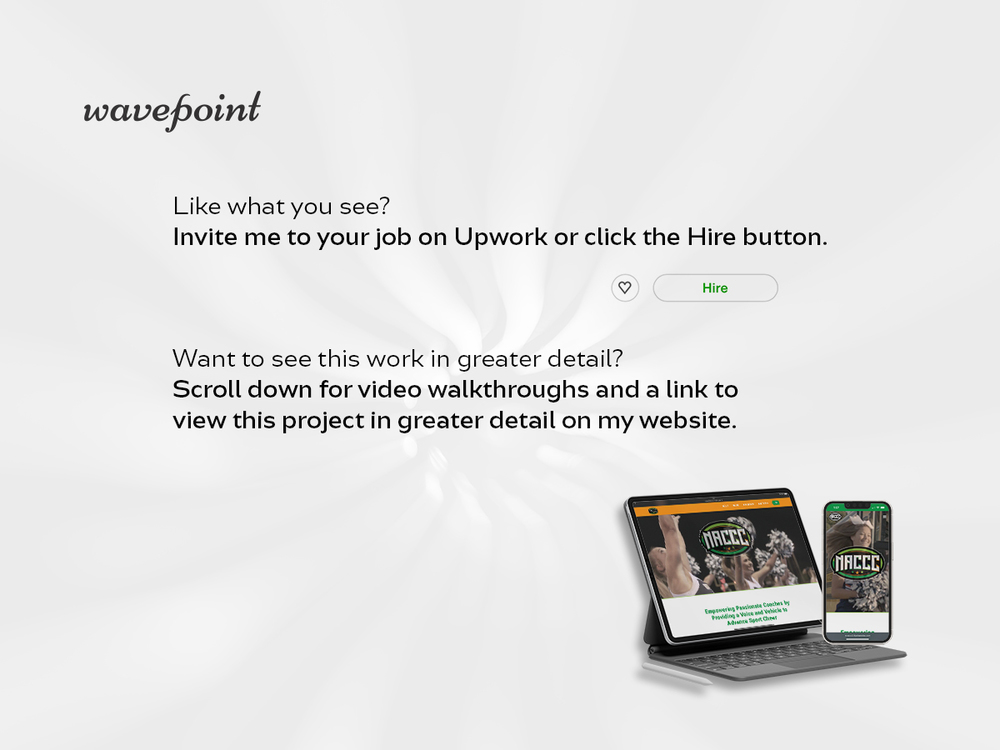 wavepoint
Like what you see?
Invite me to your job on Upwork or click the Hire button.
Hire
Want to see this work in greater detail?
Scroll down for video walkthroughs and a link to
view this project in greater detail on my website.
NACCC
NACCC
Empowering Passionate Coaches by
Providing a Voice and Vehicle to
Advance Sport Cheer
Empowering